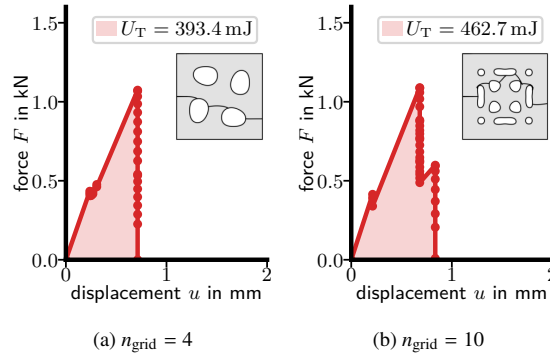 U_T = 393.4 mJ
force F in kN
1.5
1.0
0.5
0.0
0 1 2
displacement u in mm
(a) n_grid = 4
U_T = 462.7 mJ
force F in kN
1.5
1.0
0.5
0.0
0 1 2
displacement u in mm
(b) n_grid = 10